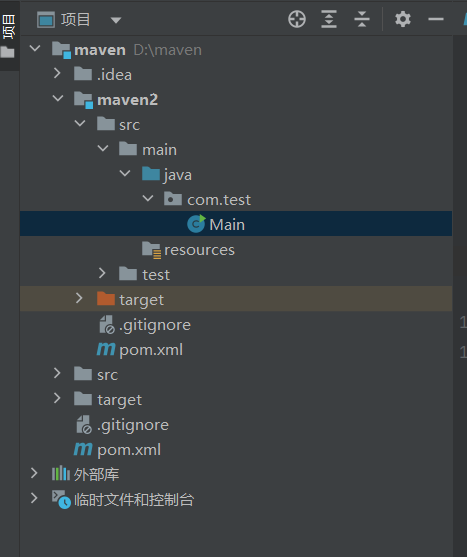 项目
项目
maven D:\maven
.idea
maven2
src
main
java
com.test
Main
resources
test
target
.gitignore
pom.xml
src
target
.gitignore
pom.xml
外部库
临时文件和控制台
1
1